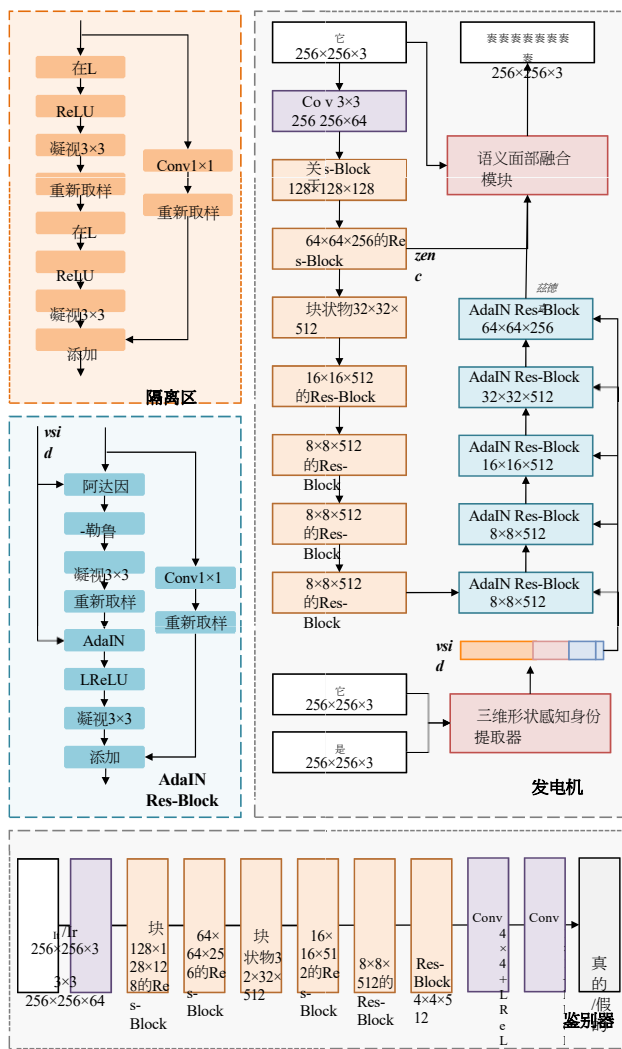 在L
ReLU
凝视3×3
重新取样
在L
ReLU
凝视3×3
添加
Conv1×1
重新取样
隔离区
vsi
d
阿达因
-勒鲁
凝视3×3
重新取样
AdaIN
LReLU
凝视3×3
添加
Conv1×1
重新取样
AdaIN
Res-Block
它
256×256×3
Co v 3×3
256 256×64
s-Block
128×128×128
64×64×256的Re
s-Block
块状物32×32×
512
16×16×512
的Res-Block
8×8×512
的Res-
Block
8×8×512
的Res-
Block
8×8×512
的Res-
Block
zen
c
256×256×3
语义面部融合
模块
兹德
AdaIN Res-Block
64×64×256
AdaIN Res-Block
32×32×512
AdaIN Res-Block
16×16×512
AdaIN Res-Block
8×8×512
AdaIN Res-Block
8×8×512
vsi
d
它
256×256×3
是
256×256×3
三维形状感知身份
提取器
发电机
/Ir
256×256×3
3×3
256×256×64
块
128×1
28×12
8的Re
s-Block
64×
64×25
6的Re
s-Block
块
状物3
2×32×
512
16×
16×51
2的Re
s-Block
8×8×
512的
Res-
Block
Res-
Block
4×4×5
12
Conv
4×4+LReL
Conv
真的/假的
鉴别器